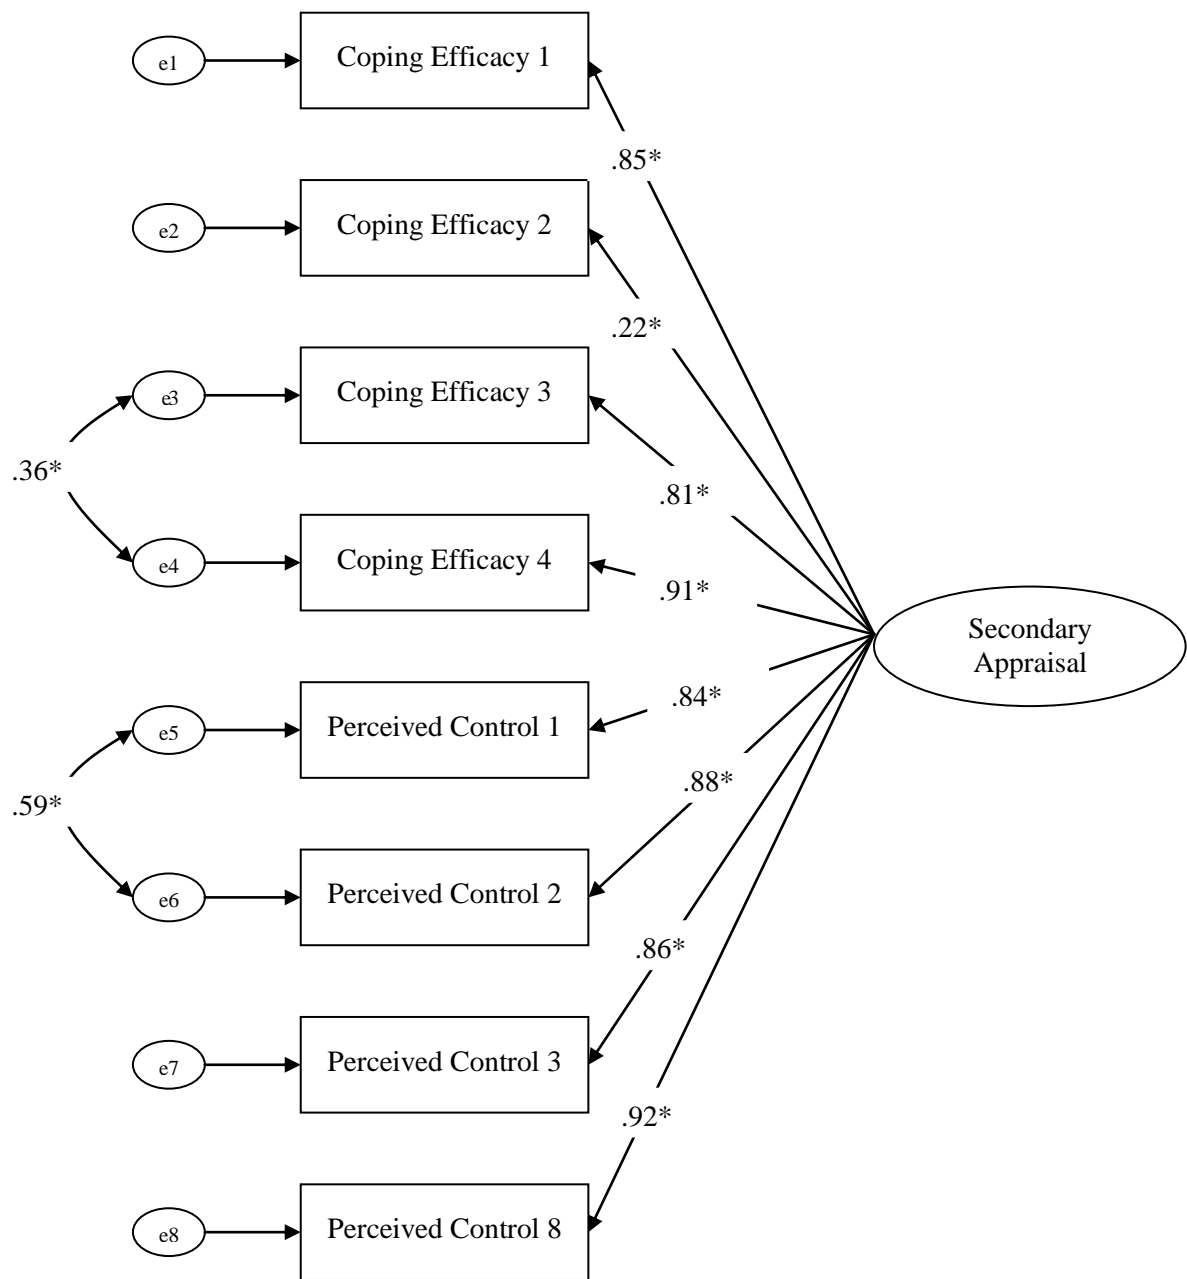 e1
Coping Efficacy 1
.85*
e2
Coping Efficacy 2
.22*
e3
Coping Efficacy 3
.36*
.81*
e4
Coping Efficacy 4
.91*
Secondary
Appraisal
e5
Perceived Control 1
.84*
.59*
.88*
e6
Perceived Control 2
.86*
e7
Perceived Control 3
.92*
e8
Perceived Control 8